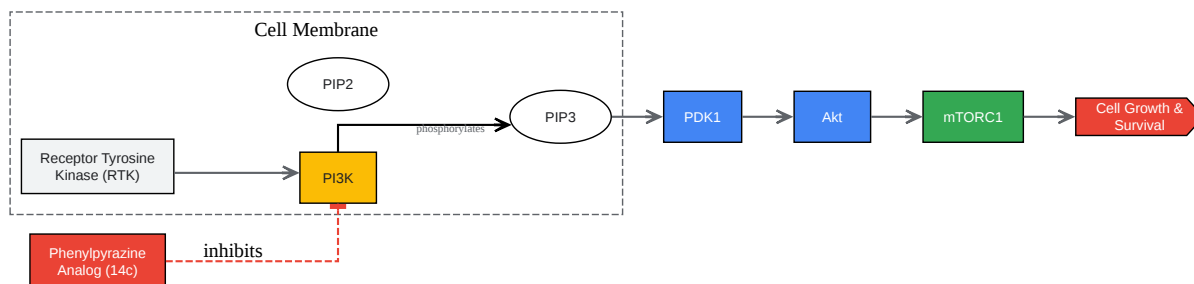 Cell Membrane
PIP2
PIP3
phosphorylates
PDK1
Akt
mTORC1
Cell Growth &
Survival
Receptor Tyrosine
Kinase (RTK)
PI3K
inhibits
Phenylpyrazine
Analog (14c)